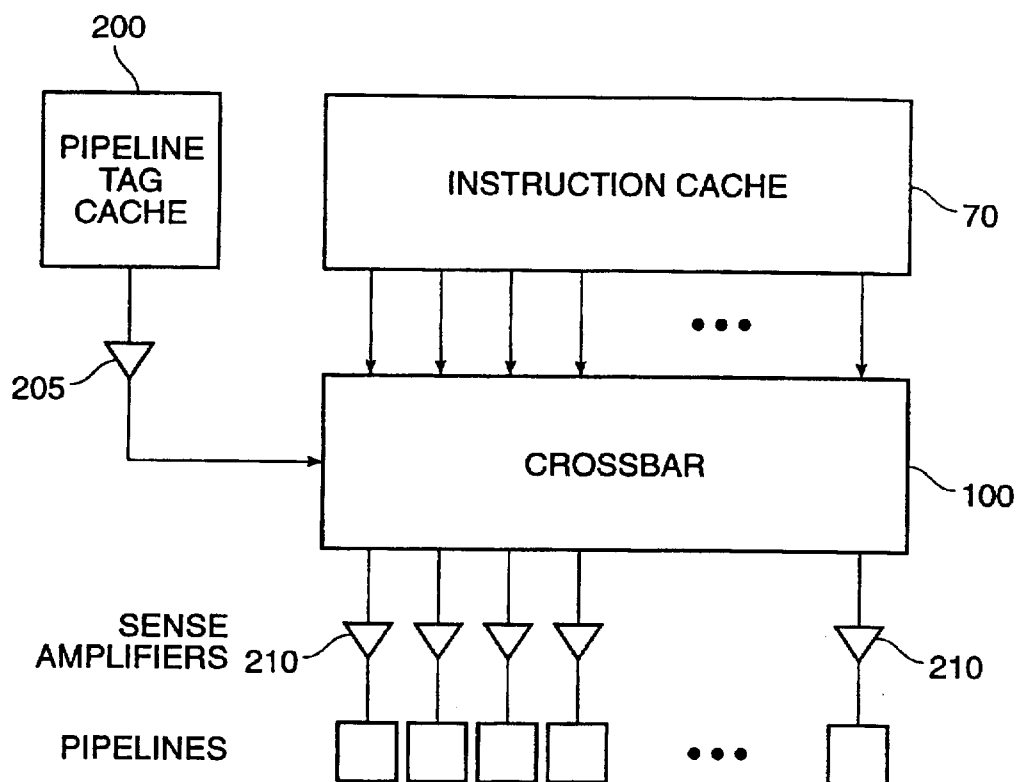 200
PIPELINE
TAG
CACHE
INSTRUCTION CACHE
70
205
CROSSBAR
100
SENSE
AMPLIFIERS
210
210
PIPELINES